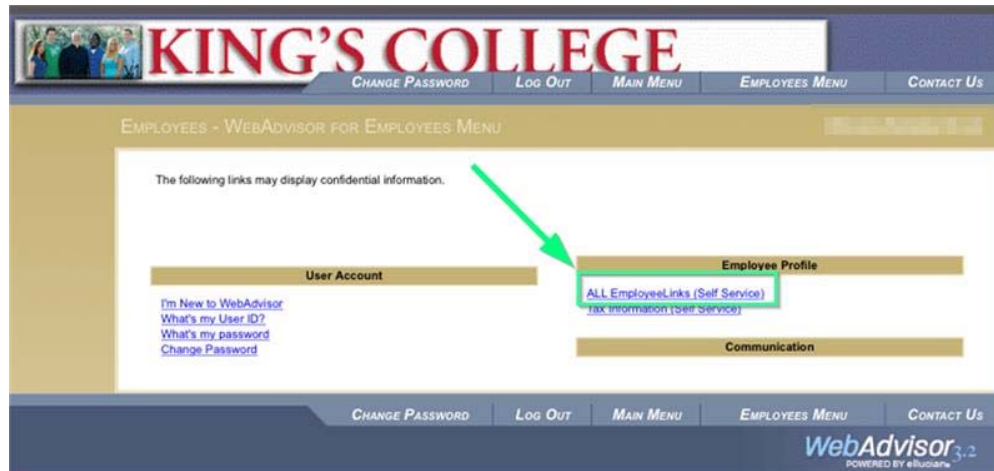 KING'S COLLEGE
CHANGE PASSWORD LOG OUT MAIN MENU EMPLOYEES MENU CONTACT US
EMPLOYEES - WEBADVISOR FOR EMPLOYEES MENU
The following links may display confidential information.
User Account
I'm New to WebAdvisor
What's my User ID?
What's my password
Change Password
Employee Profile
ALL EmployeeLinks (Self Service)
Tax Information (Self Service)
Communication
CHANGE PASSWORD LOG OUT MAIN MENU EMPLOYEES MENU CONTACT US
WebAdvisor 3.2
POWERED BY ellucian